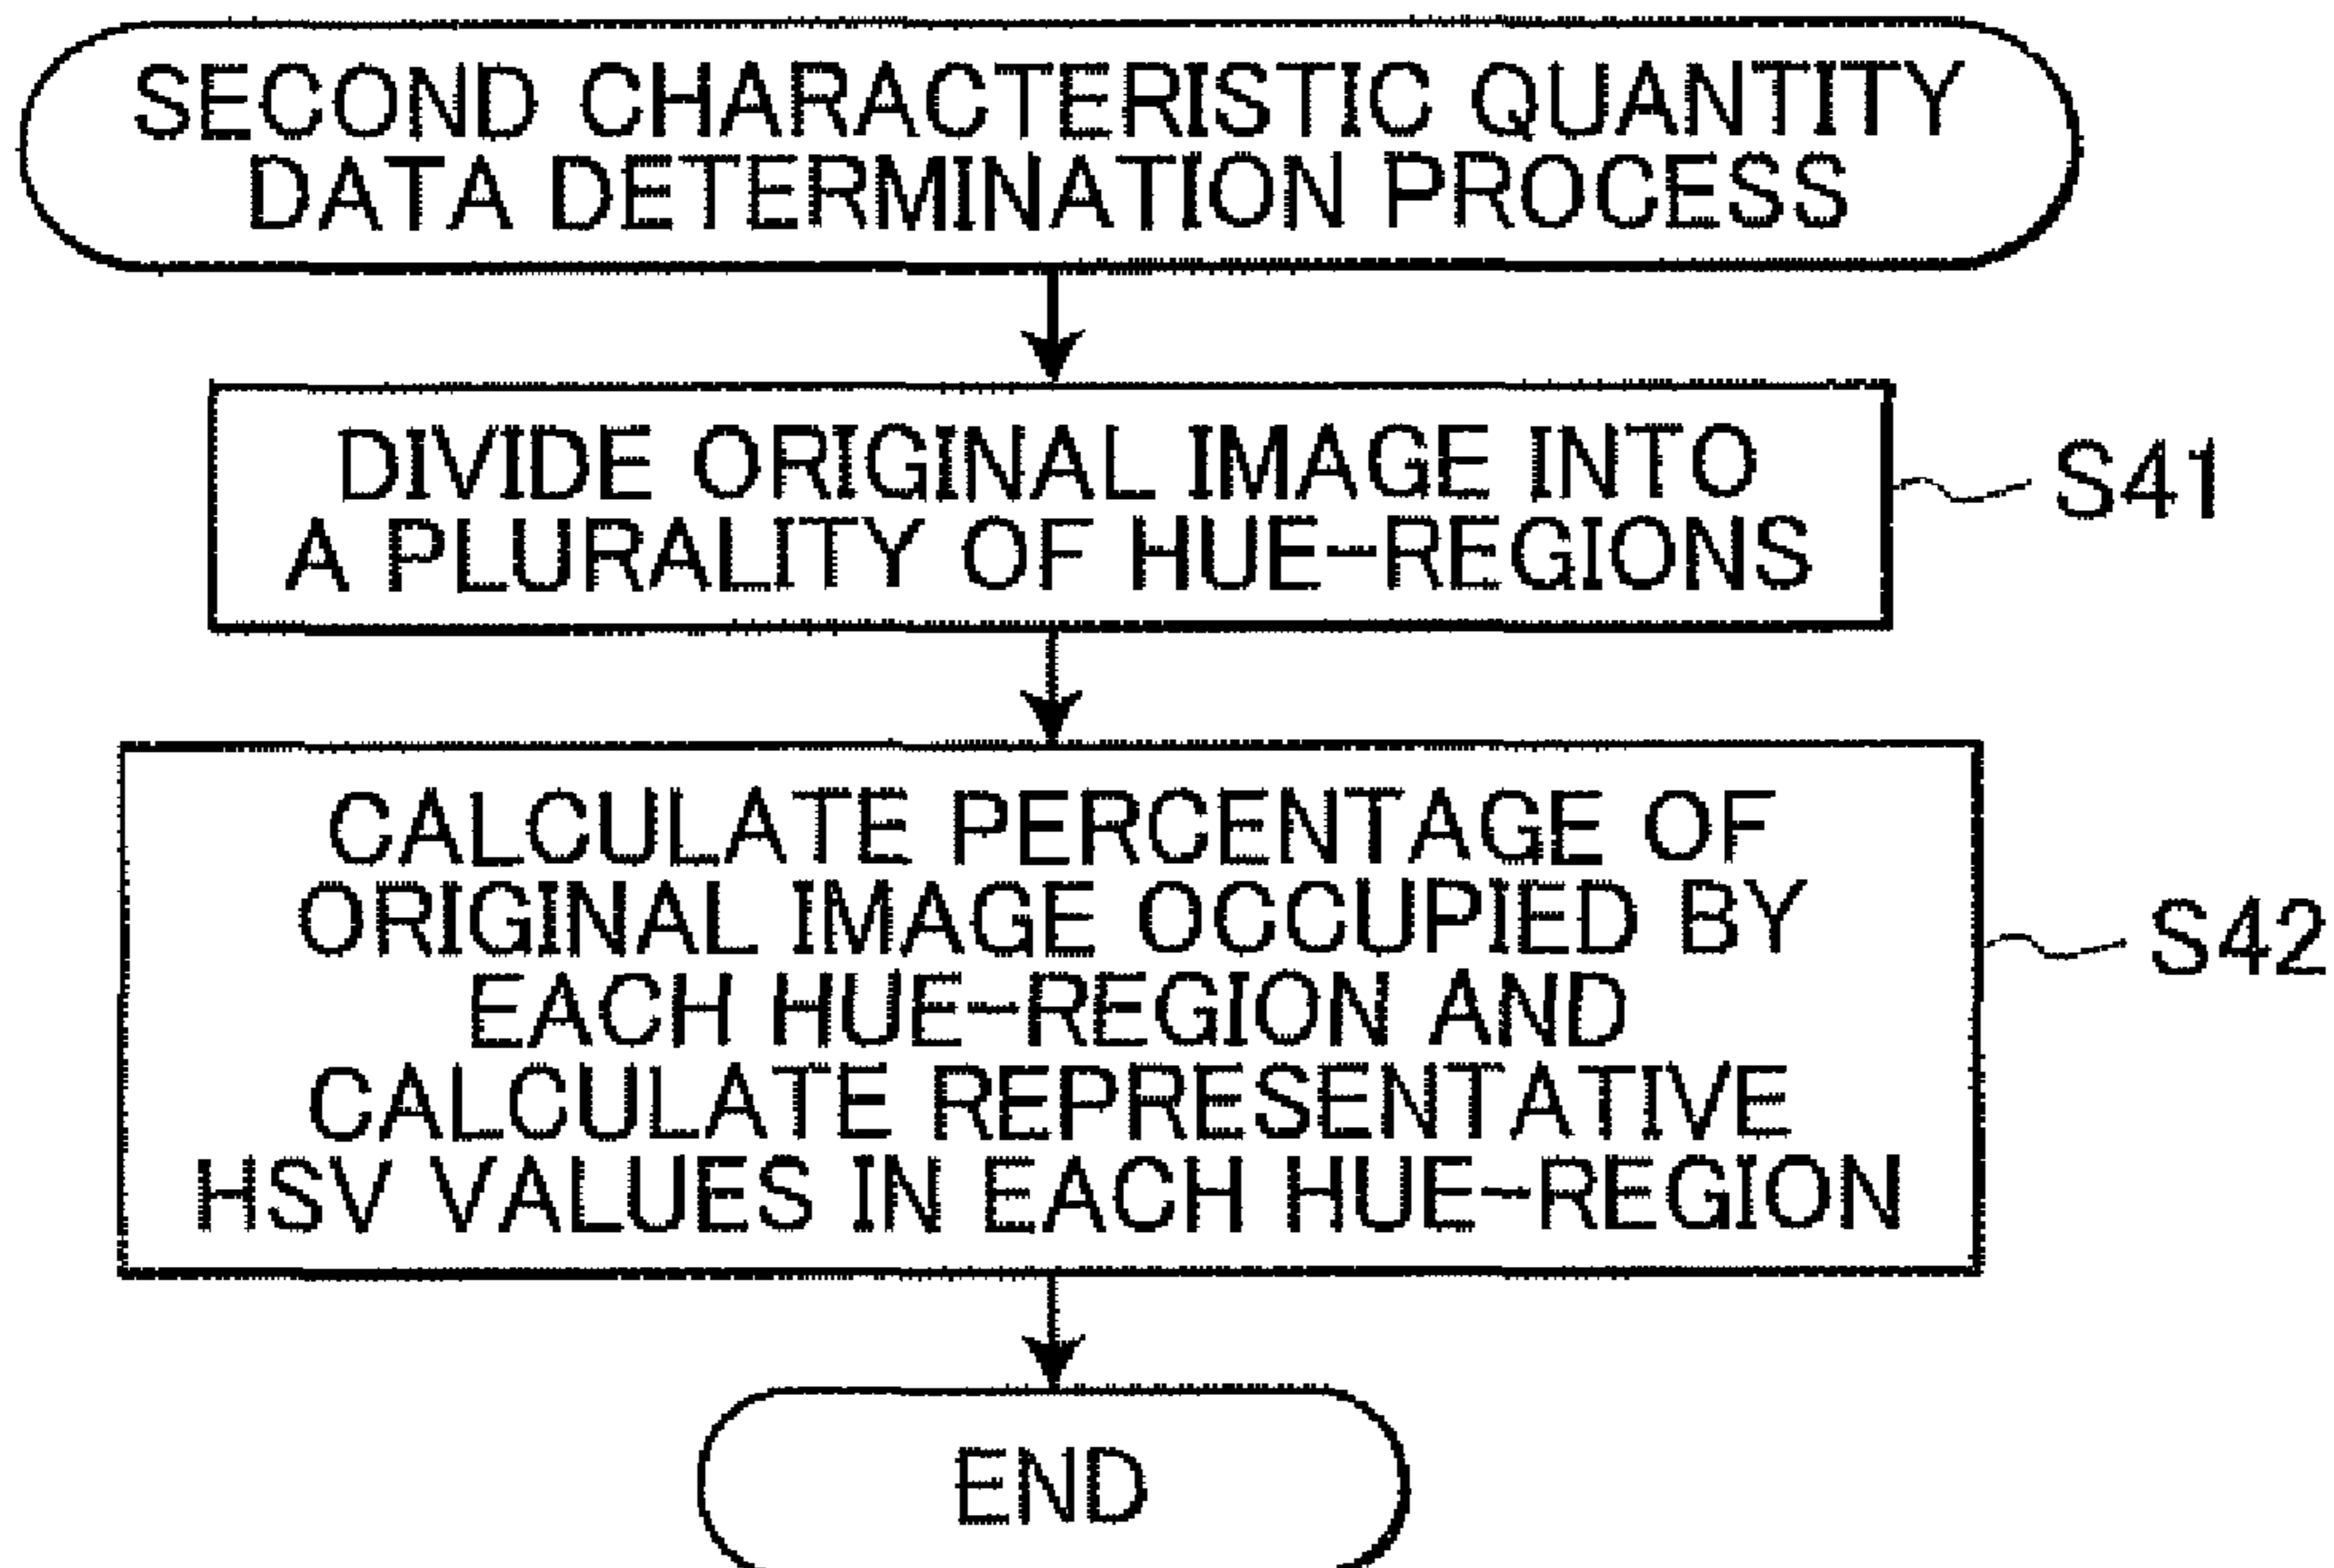 SECOND CHARACTERISTIC QUANTITY
DATA DETERMINATION PROCESS
DIVIDE ORIGINAL IMAGE INTO
A PLURALITY OF HUE-REGIONS
S41
CALCULATE PERCENTAGE OF
ORIGINAL IMAGE OCCUPIED BY
EACH HUE-REGION AND
CALCULATE REPRESENTATIVE
HSV VALUES IN EACH HUE-REGION
S42
END